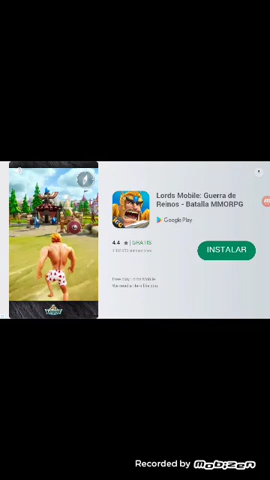 Lords Mobile: Guerra de
Reinos - Batalla MMORPG
Google Play
4.4 ★ | GRATIS
INSTALAR
Recorded by MOBIZEN